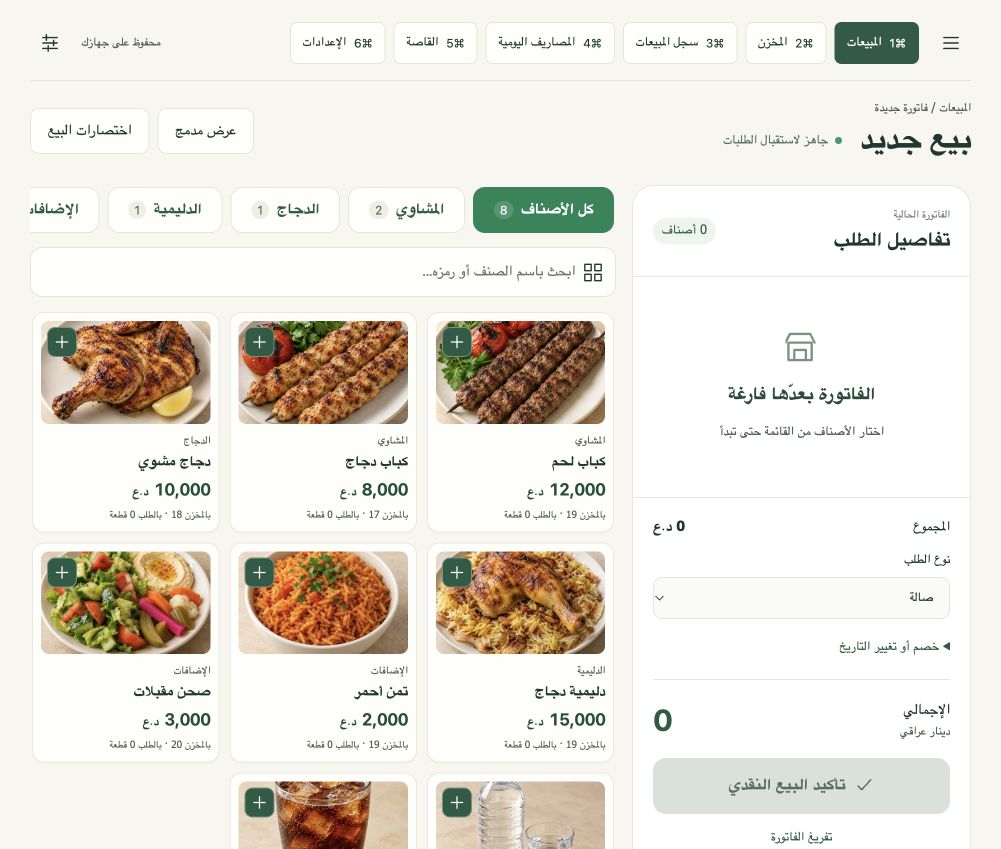 ⌘1 المبيعات
⌘2 المخزن
⌘3 سجل المبيعات
⌘4 المصاريف اليومية
⌘5 القاصة
⌘6 الإعدادات
محفوظ على جهازك
المبيعات / فاتورة جديدة
بيع جديد
جاهز لاستقبال الطلبات
عرض مدمج
اختصارات البيع
الفاتورة الحالية
تفاصيل الطلب
0 أصناف
الفاتورة بعدّها فارغة
اختار الأصناف من القائمة حتى تبدأ
المجموع
0 د.ع
نوع الطلب
صالة
خصم أو تغيير التاريخ
الإجمالي
دينار عراقي
0
تأكيد البيع النقدي
تفريغ الفاتورة
كل الأصناف 8
المشاوي 2
الدجاج 1
الدليمية 1
الإضافات
ابحث باسم الصنف أو رمزه...
المشاوي
كباب لحم
12,000 د.ع
بالمخزن 19 · بالطلب 0 قطعة
المشاوي
كباب دجاج
8,000 د.ع
بالمخزن 17 · بالطلب 0 قطعة
الدجاج
دجاج مشوي
10,000 د.ع
بالمخزن 18 · بالطلب 0 قطعة
الدليمية
دليمية دجاج
15,000 د.ع
بالمخزن 19 · بالطلب 0 قطعة
الإضافات
تمن أحمر
2,000 د.ع
بالمخزن 19 · بالطلب 0 قطعة
الإضافات
صحن مقبلات
3,000 د.ع
بالمخزن 20 · بالطلب 0 قطعة